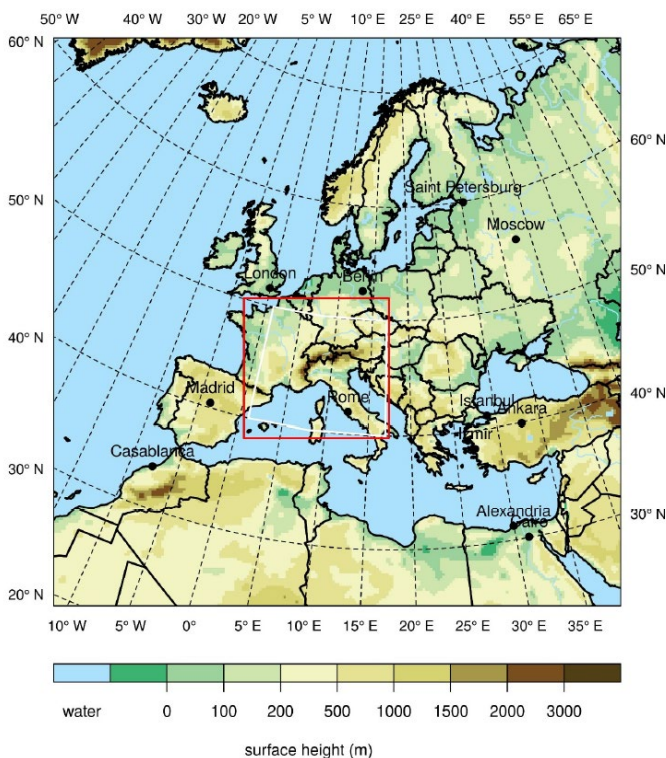 50° W 40° W 30° W 20° W 5° W 10° E 25° E 40° E 55° E 65° E
60° N
60° N
Saint Petersburg
50° N
Moscow
London
Berlin
50° N
40° N
Madrid
Rome
Istanbul
Ankara
40° N
Izmir
Casablanca
30° N
Alexandria
Cairo
30° N
20° N
10° W 5° W 0° 5° E 10° E 15° E 20° E 25° E 30° E 35° E
water 0 100 200 500 1000 1500 2000 3000
surface height (m)